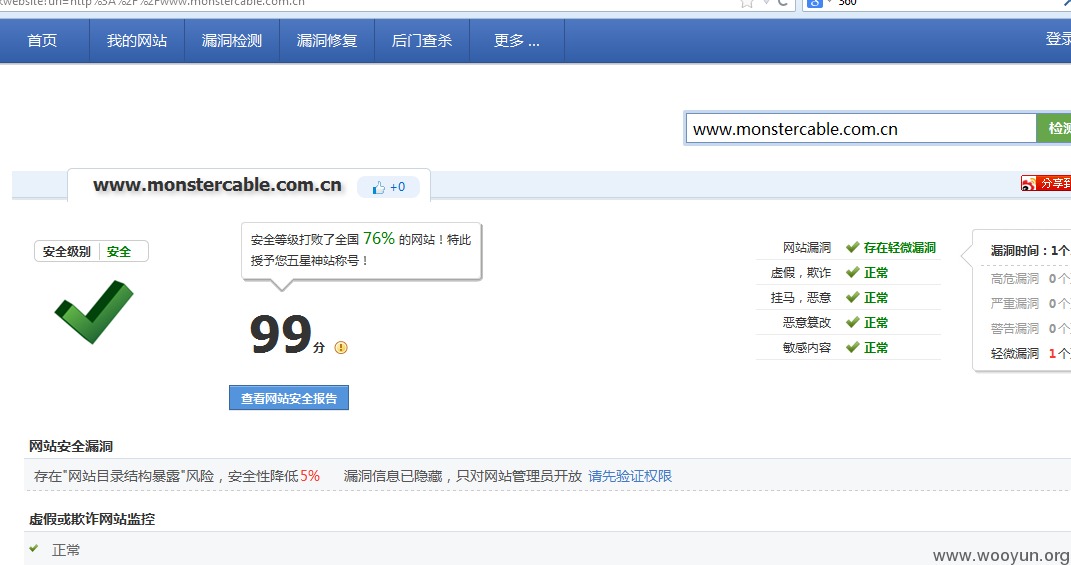 website?url=http%3A%2F%2Fwww.monstercable.com.cn
360
首页 我的网站 漏洞检测 漏洞修复 后门查杀 更多 ... 登录
www.monstercable.com.cn 检测
www.monstercable.com.cn +0 分享到
安全级别 安全
安全等级打败了全国 76% 的网站！特此
授予您五星神站称号！
99分
查看网站安全报告
网站漏洞 存在轻微漏洞
虚假，欺诈 正常
挂马，恶意 正常
恶意篡改 正常
敏感内容 正常
漏洞时间：1个
高危漏洞 0个
严重漏洞 0个
警告漏洞 0个
轻微漏洞 1个
网站安全漏洞
存在"网站目录结构暴露"风险，安全性降低5% 漏洞信息已隐藏，只对网站管理员开放 请先验证权限
虚假或欺诈网站监控
正常
www.wooyun.org